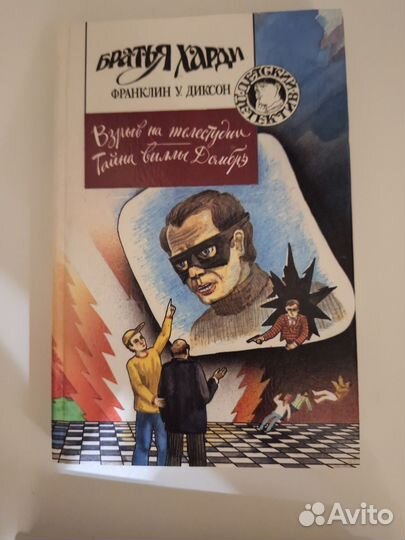 БРАТЬЯ ХАРДИ
ФРАНКЛИН У. ДИКСОН
ДЕТСКИЙ ДЕТЕКТИВ
Взрыв на телестудии
Тайна виллы Домбрэ
Avito